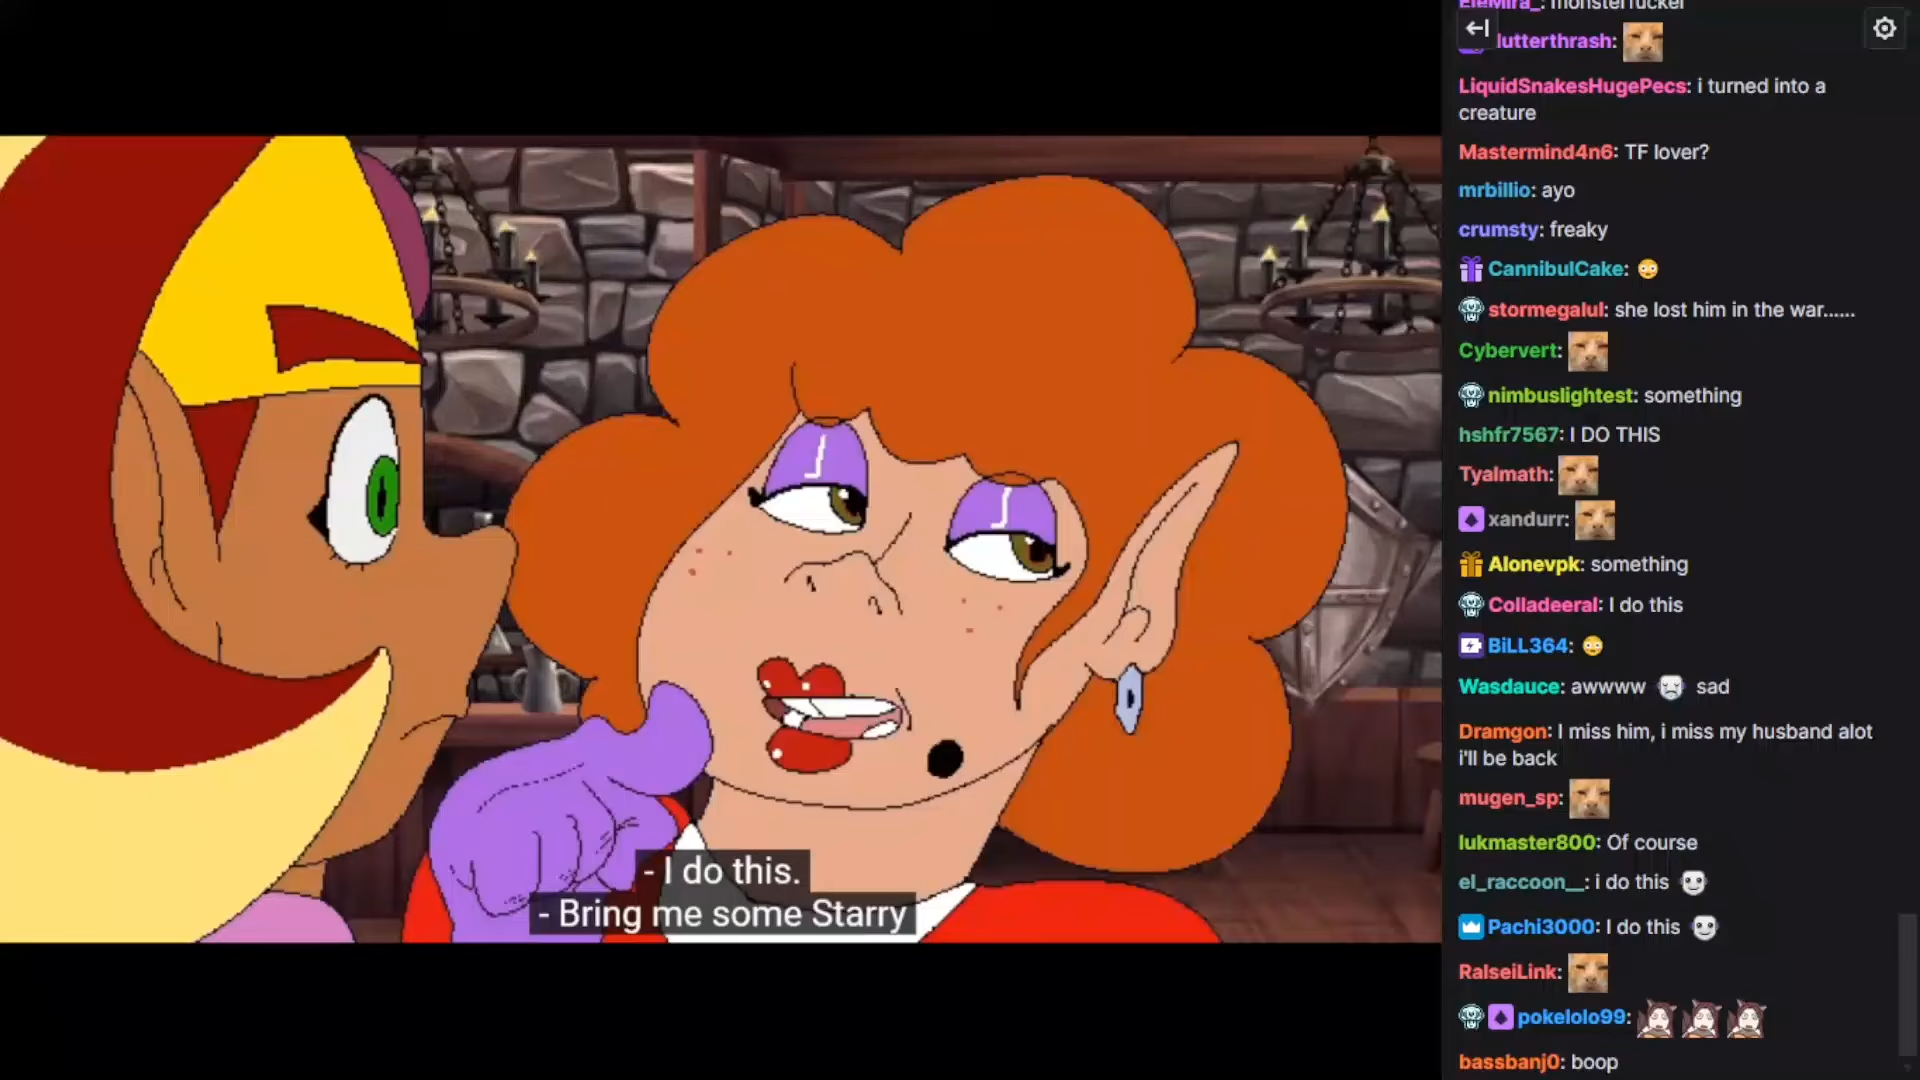 - I do this.
- Bring me some Starry
EleMira_: monsterfucker
lutterthrash:
LiquidSnakesHugePecs: i turned into a
creature
Mastermind4n6: TF lover?
mrbillio: ayo
crumsty: freaky
CannibulCake:
stormegalul: she lost him in the war......
Cybervert:
nimbuslightest: something
hshfr7567: I DO THIS
Tyalmath:
xandurr:
Alonevpk: something
Colladeeral: I do this
BiLL364:
Wasdauce: awwww sad
Dramgon: I miss him, i miss my husband alot
i'll be back
mugen_sp:
lukmaster800: Of course
el_raccoon__: i do this
Pachi3000: I do this
RalseiLink:
pokelolo99:
bassbanj0: boop